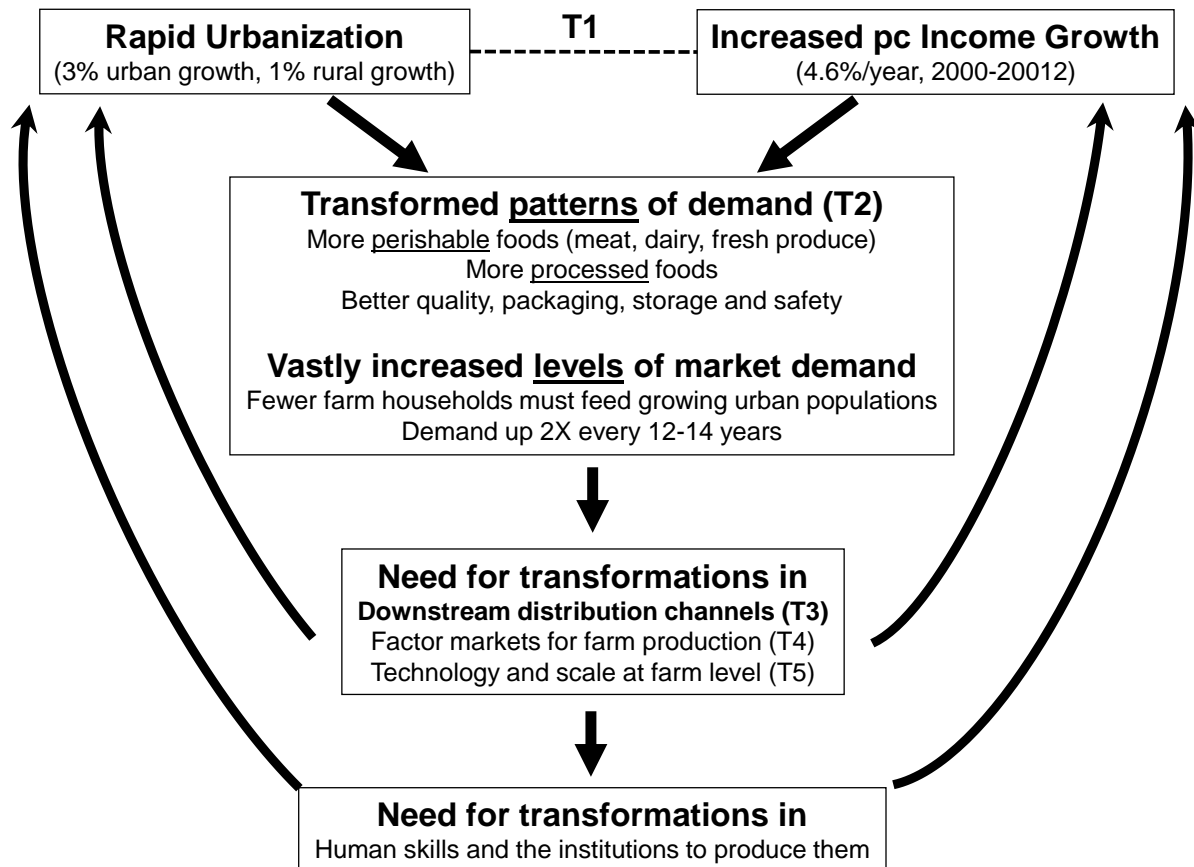 Rapid Urbanization
(3% urban growth, 1% rural growth)
T1
Increased pc Income Growth
(4.6%/year, 2000-20012)
Transformed patterns of demand (T2)
More perishable foods (meat, dairy, fresh produce)
More processed foods
Better quality, packaging, storage and safety
Vastly increased levels of market demand
Fewer farm households must feed growing urban populations
Demand up 2X every 12-14 years
Need for transformations in
Downstream distribution channels (T3)
Factor markets for farm production (T4)
Technology and scale at farm level (T5)
Need for transformations in
Human skills and the institutions to produce them